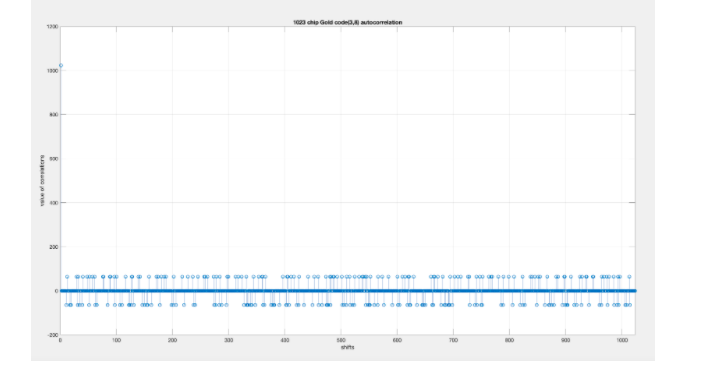 1023 chip Gold code(3,8) autocorrelation
1200
1000
800
600
400
200
0
-200
value of correlations
0 100 200 300 400 500 600 700 800 900 1000
shifts